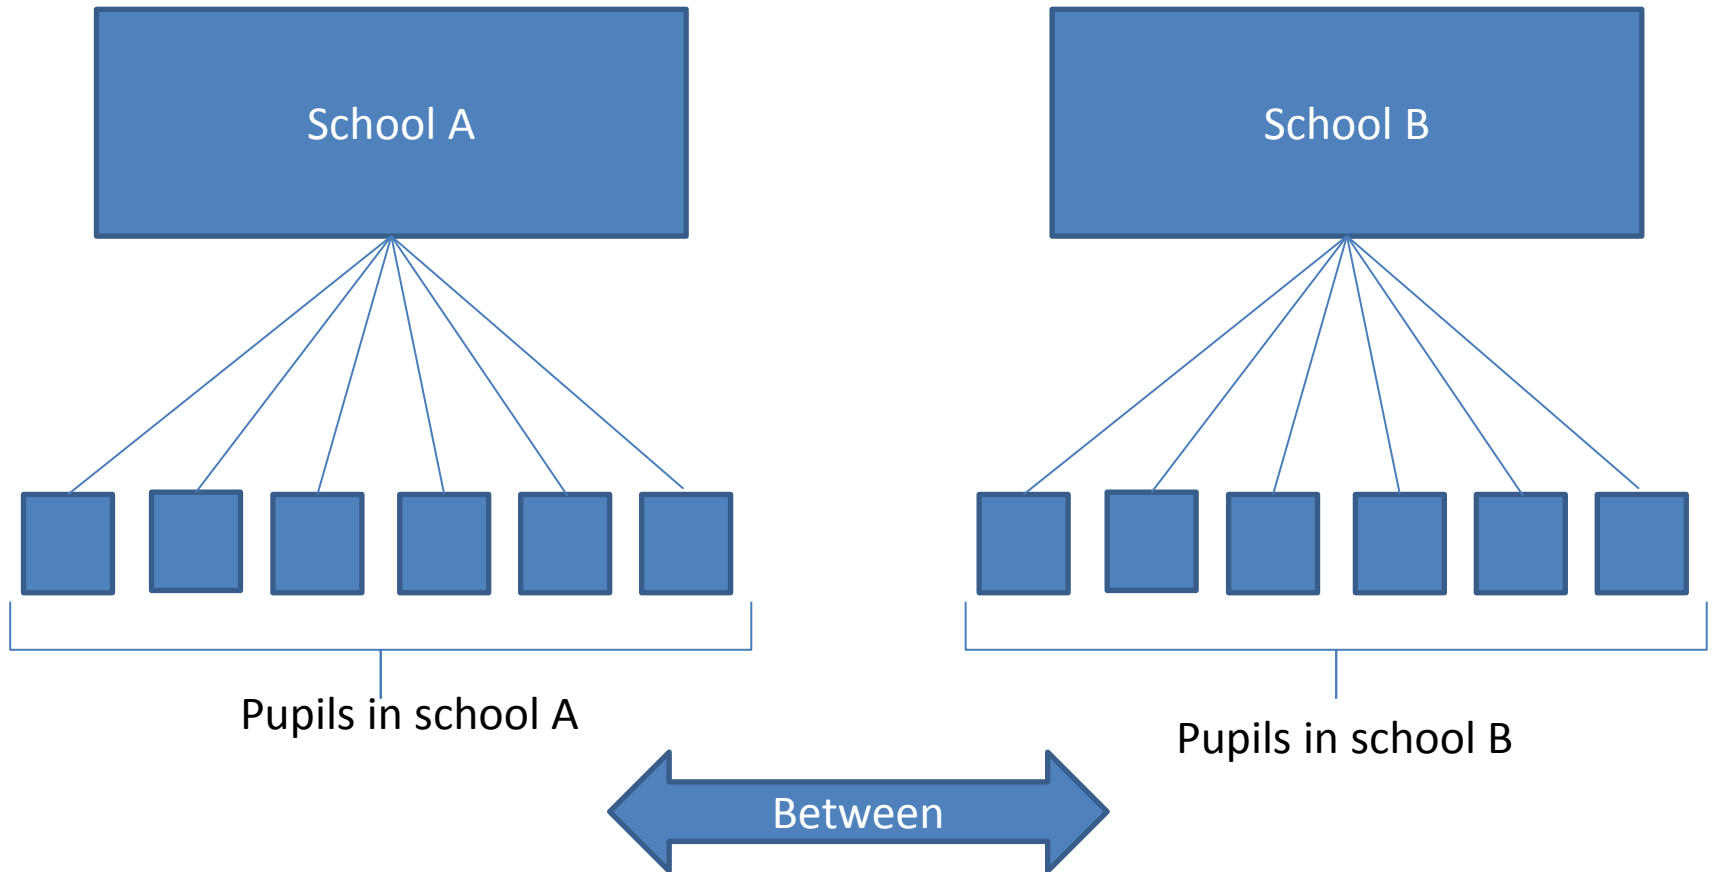 School A
School B
Pupils in school A
Pupils in school B
Between